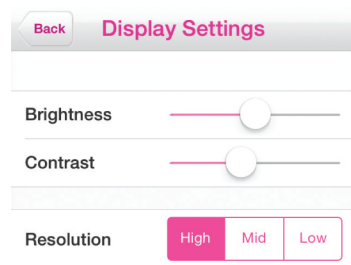 Back Display Settings
Brightness
Contrast
Resolution High Mid Low